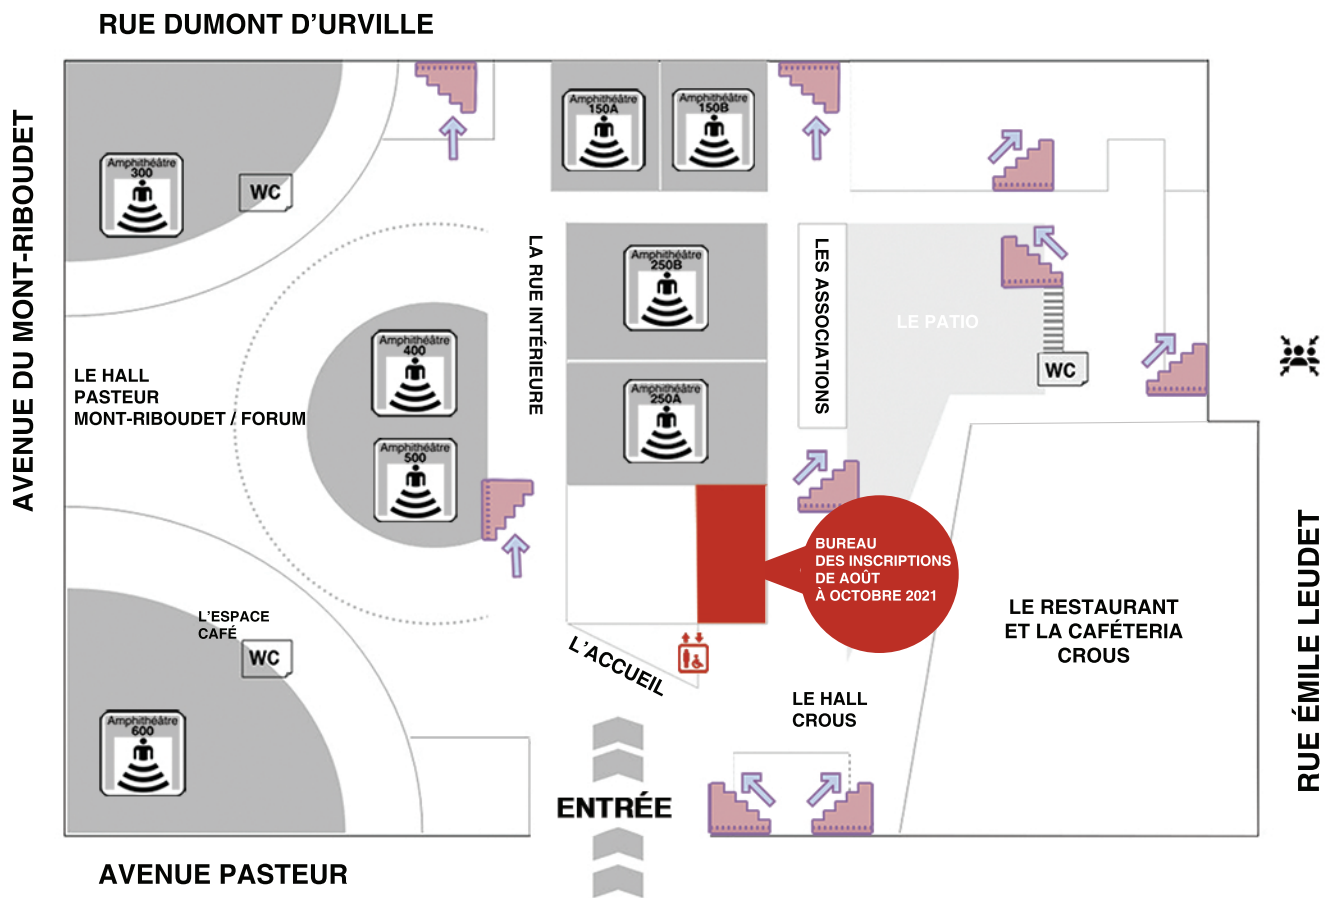 RUE DUMONT D'URVILLE
AVENUE DU MONT-RIBOUDET
Amphithéâtre
300
WC
Amphithéâtre
150A
Amphithéâtre
150B
LA RUE INTÉRIEURE
Amphithéâtre
250B
LES ASSOCIATIONS
LE PATIO
WC
LE HALL
PASTEUR
MONT-RIBOUDET / FORUM
Amphithéâtre
400
Amphithéâtre
500
Amphithéâtre
250A
BUREAU
DES INSCRIPTIONS
DE AOÛT
À OCTOBRE 2021
L'ESPACE
CAFÉ
WC
L'ACCUEIL
LE RESTAURANT
ET LA CAFÉTERIA
CROUS
RUE ÉMILE LEUDET
Amphithéâtre
600
LE HALL
CROUS
ENTRÉE
AVENUE PASTEUR